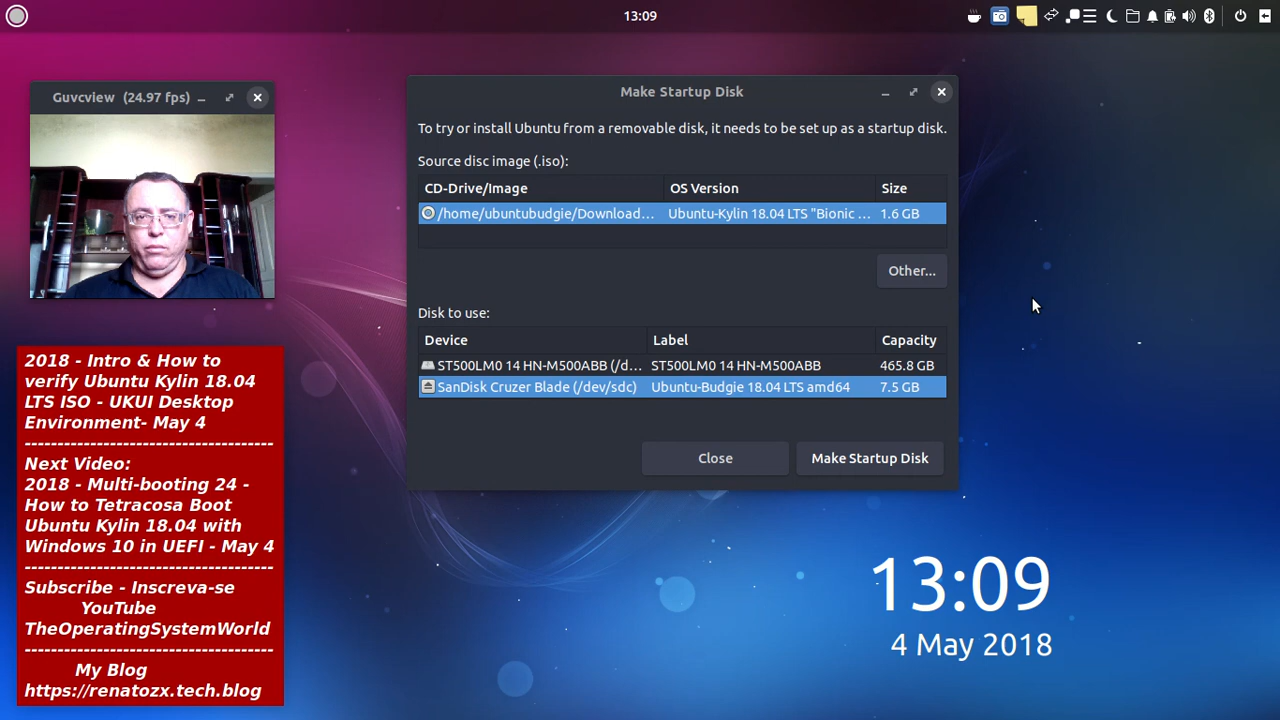 13:09
Guvcview (24.97 fps)
Make Startup Disk
To try or install Ubuntu from a removable disk, it needs to be set up as a startup disk.
Source disc image (.iso):
CD-Drive/Image OS Version Size
/home/ubuntubudgie/Download... Ubuntu-Kylin 18.04 LTS "Bionic ... 1.6 GB
Other...
Disk to use:
Device Label Capacity
ST500LM0 14 HN-M500ABB (/d... ST500LM0 14 HN-M500ABB 465.8 GB
SanDisk Cruzer Blade (/dev/sdc) Ubuntu-Budgie 18.04 LTS amd64 7.5 GB
Close Make Startup Disk
2018 - Intro & How to
verify Ubuntu Kylin 18.04
LTS ISO - UKUI Desktop
Environment- May 4
--------------------------------------
Next Video:
2018 - Multi-booting 24 -
How to Tetracosa Boot
Ubuntu Kylin 18.04 with
Windows 10 in UEFI - May 4
--------------------------------------
Subscribe - Inscreva-se
YouTube
TheOperatingSystemWorld
--------------------------------------
My Blog
https://renatozx.tech.blog
13:09
4 May 2018